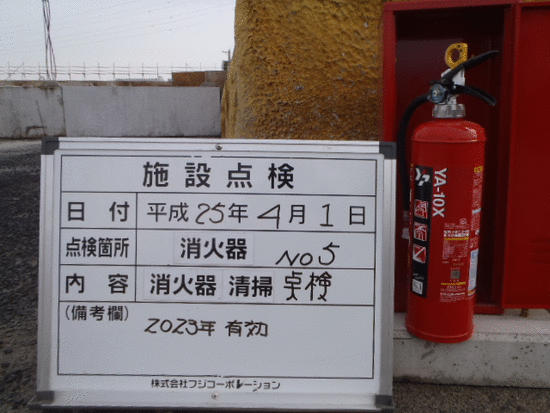 施設点検
日付 平成25年4月1日
点検箇所 消火器 No5
内容 消火器 清掃 点検
(備考欄)
2023年 有効
株式会社フジコーポレーション
YA-10X